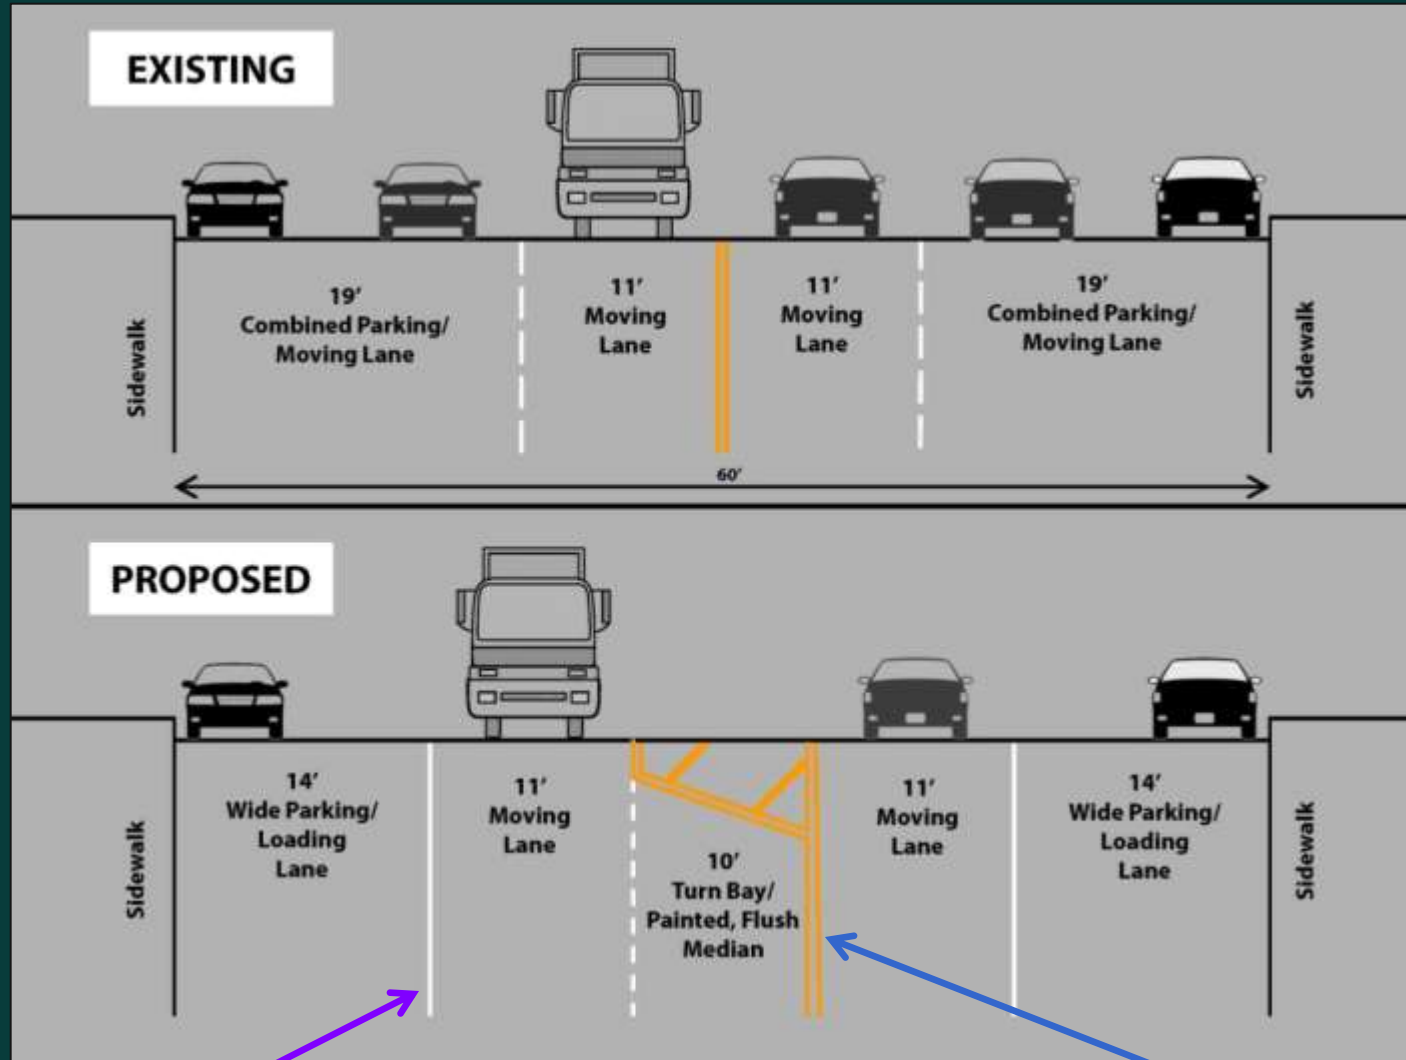 EXISTING
19′
Combined Parking/
Moving Lane
11′
Moving
Lane
11′
Moving
Lane
19′
Combined Parking/
Moving Lane
Sidewalk
Sidewalk
60′
PROPOSED
14′
Wide Parking/
Loading
Lane
11′
Moving
Lane
10′
Turn Bay/
Painted, Flush
Median
11′
Moving
Lane
14′
Wide Parking/
Loading
Lane
Sidewalk
Sidewalk